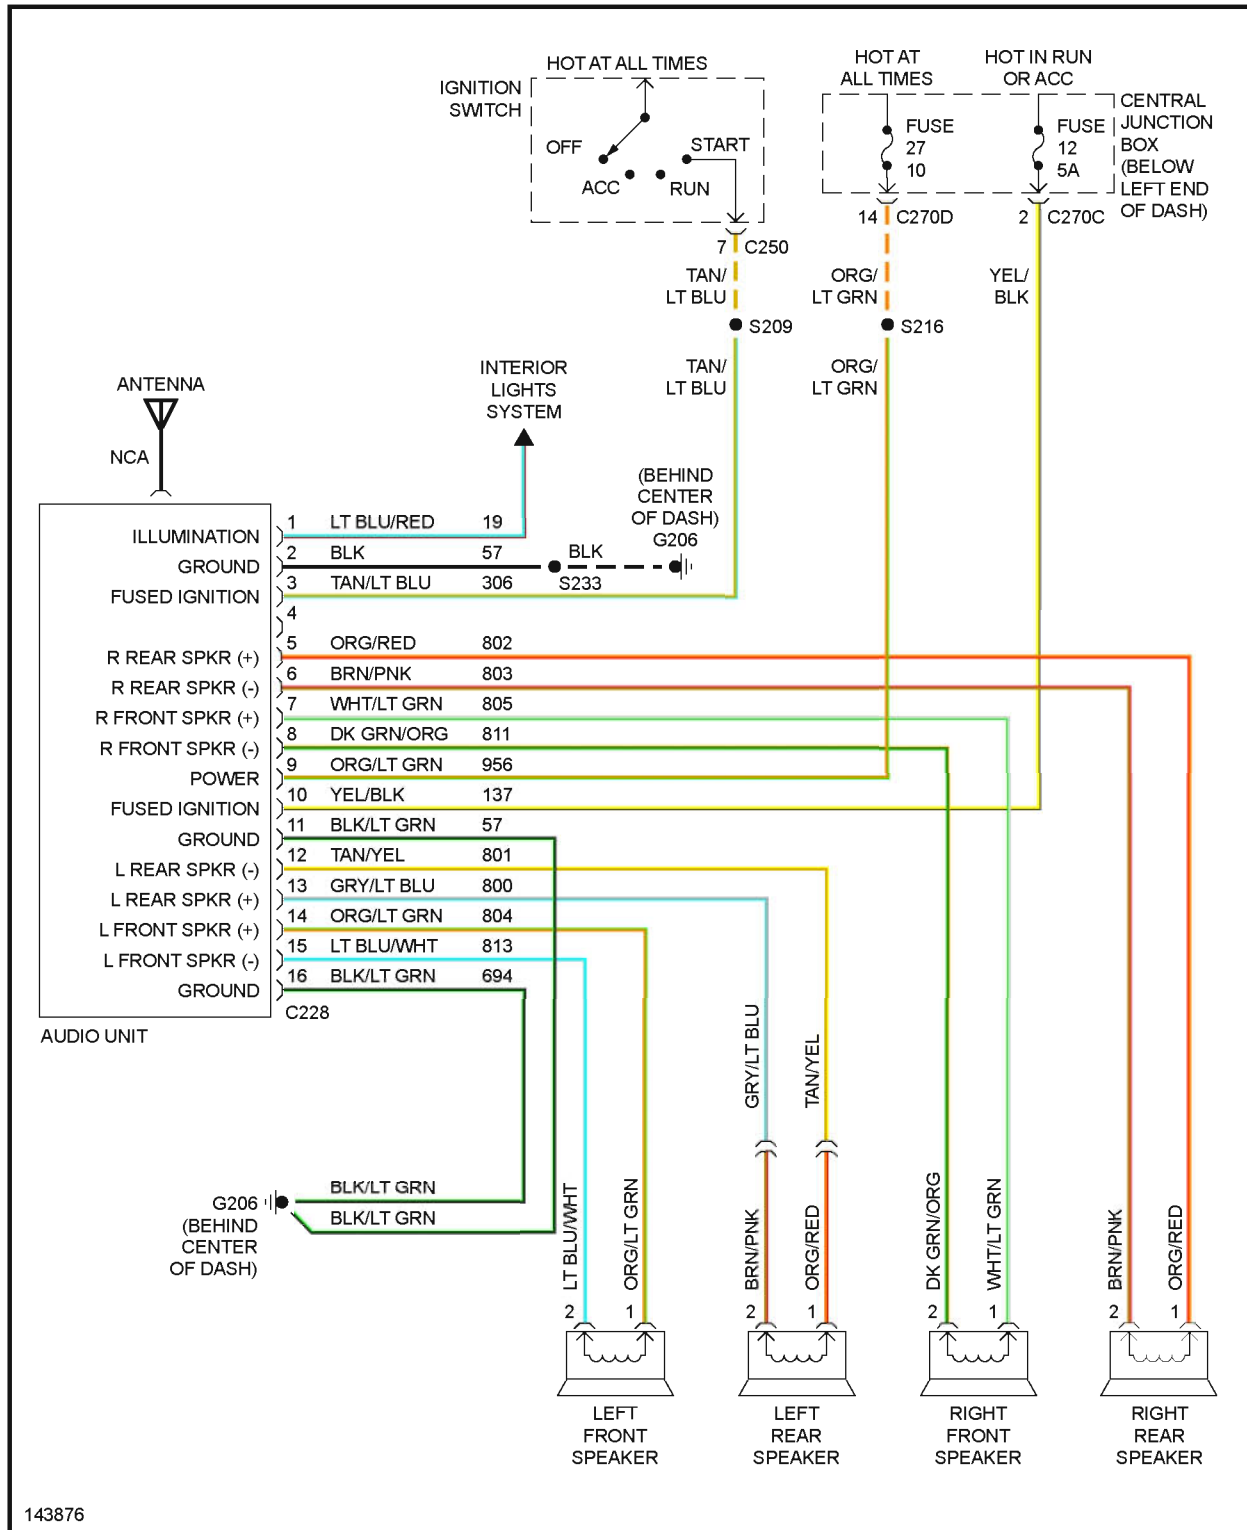 HOT AT ALL TIMES
IGNITION
SWITCH
OFF
START
ACC
RUN
7 C250
TAN/
LT BLU
S209
TAN/
LT BLU
HOT AT
ALL TIMES
HOT IN RUN
OR ACC
FUSE
27
10
FUSE
12
5A
CENTRAL
JUNCTION
BOX
(BELOW
LEFT END
OF DASH)
14 C270D
2 C270C
ORG/
LT GRN
YEL/
BLK
S216
ORG/
LT GRN
INTERIOR
LIGHTS
SYSTEM
ANTENNA
NCA
(BEHIND
CENTER
OF DASH)
G206
ILLUMINATION 1 LT BLU/RED 19
GROUND 2 BLK 57
BLK
S233
FUSED IGNITION 3 TAN/LT BLU 306
4
R REAR SPKR (+) 5 ORG/RED 802
R REAR SPKR (-) 6 BRN/PNK 803
R FRONT SPKR (+) 7 WHT/LT GRN 805
R FRONT SPKR (-) 8 DK GRN/ORG 811
POWER 9 ORG/LT GRN 956
FUSED IGNITION 10 YEL/BLK 137
GROUND 11 BLK/LT GRN 57
L REAR SPKR (-) 12 TAN/YEL 801
L REAR SPKR (+) 13 GRY/LT BLU 800
L FRONT SPKR (+) 14 ORG/LT GRN 804
L FRONT SPKR (-) 15 LT BLU/WHT 813
GROUND 16 BLK/LT GRN 694
C228
AUDIO UNIT
GRY/LT BLU
TAN/YEL
BLK/LT GRN
BLK/LT GRN
G206
(BEHIND
CENTER
OF DASH)
LT BLU/WHT
ORG/LT GRN
BRN/PNK
ORG/RED
DK GRN/ORG
WHT/LT GRN
BRN/PNK
ORG/RED
2 1
2 1
2 1
2 1
LEFT
FRONT
SPEAKER
LEFT
REAR
SPEAKER
RIGHT
FRONT
SPEAKER
RIGHT
REAR
SPEAKER
143876